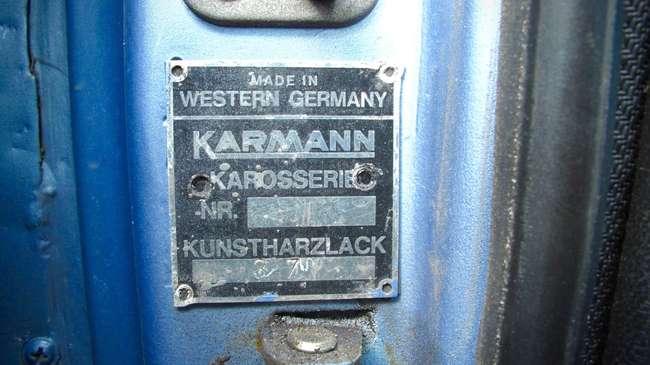 MADE IN
WESTERN GERMANY
KARMANN
KAROSSERIE
NR.
KUNSTHARZLACK